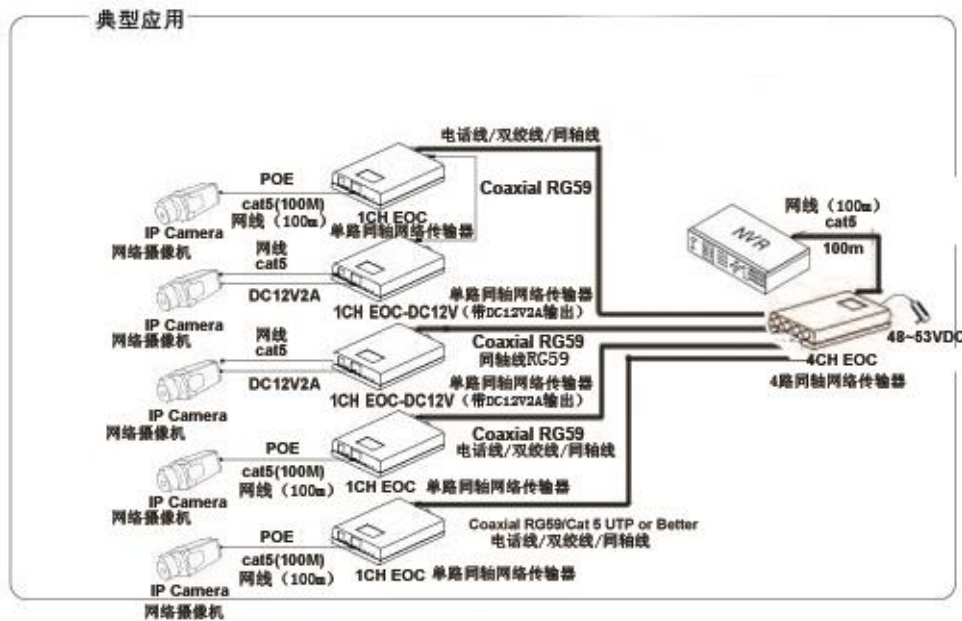 典型应用
电话线/双绞线/同轴线
Coaxial RG59
POE
cat5(100M)
网线（100m）
IP Camera
网络摄像机
1CH EOC
单路同轴网络传输器
网线
cat5
DC12V2A
IP Camera
网络摄像机
单路同轴网络传输器
1CH EOC-DC12V（带DC12V2A输出）
网线
cat5
DC12V2A
IP Camera
网络摄像机
Coaxial RG59
同轴线RG59
单路同轴网络传输器
1CH EOC-DC12V（带DC12V2A输出）
POE
cat5(100M)
网线（100m）
IP Camera
网络摄像机
Coaxial RG59
电话线/双绞线/同轴线
1CH EOC 单路同轴网络传输器
POE
cat5(100M)
网线（100m）
IP Camera
网络摄像机
Coaxial RG59/Cat 5 UTP or Better
电话线/双绞线/同轴线
1CH EOC 单路同轴网络传输器
NVR
网线（100m）
cat5
100m
48~53VDC
4CH EOC
4路同轴网络传输器